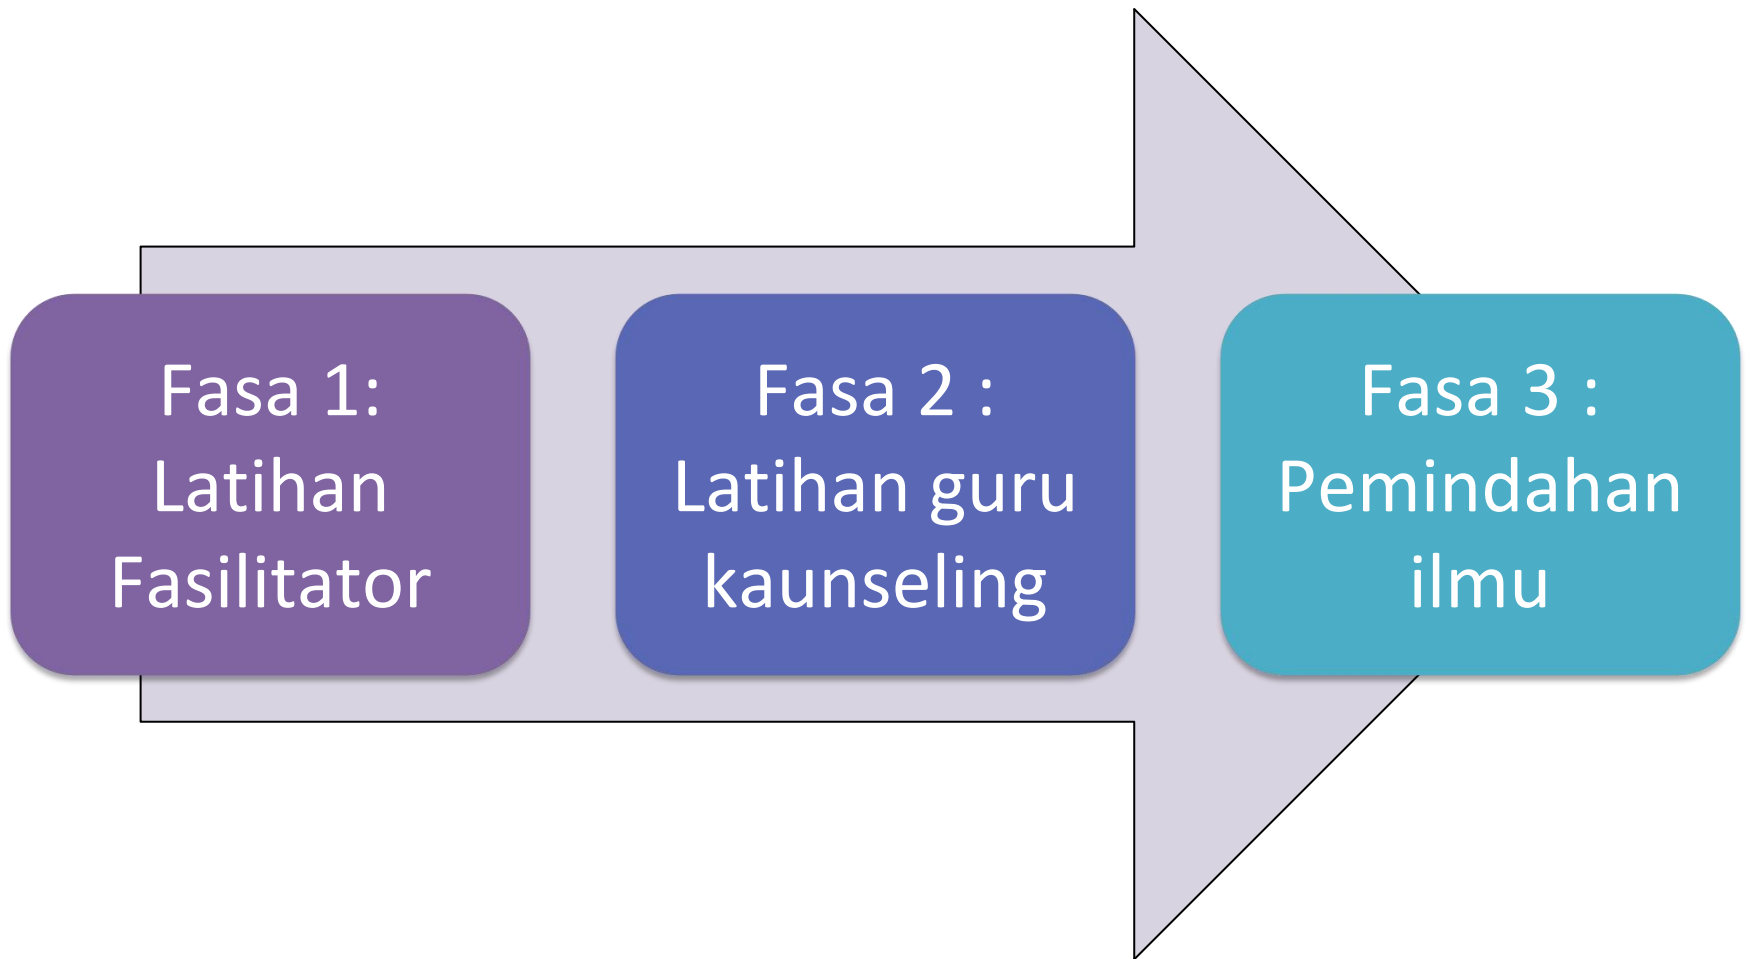 Fasa 1:
Latihan
Fasilitator
Fasa 2 :
Latihan guru
kaunseling
Fasa 3 :
Pemindahan
ilmu